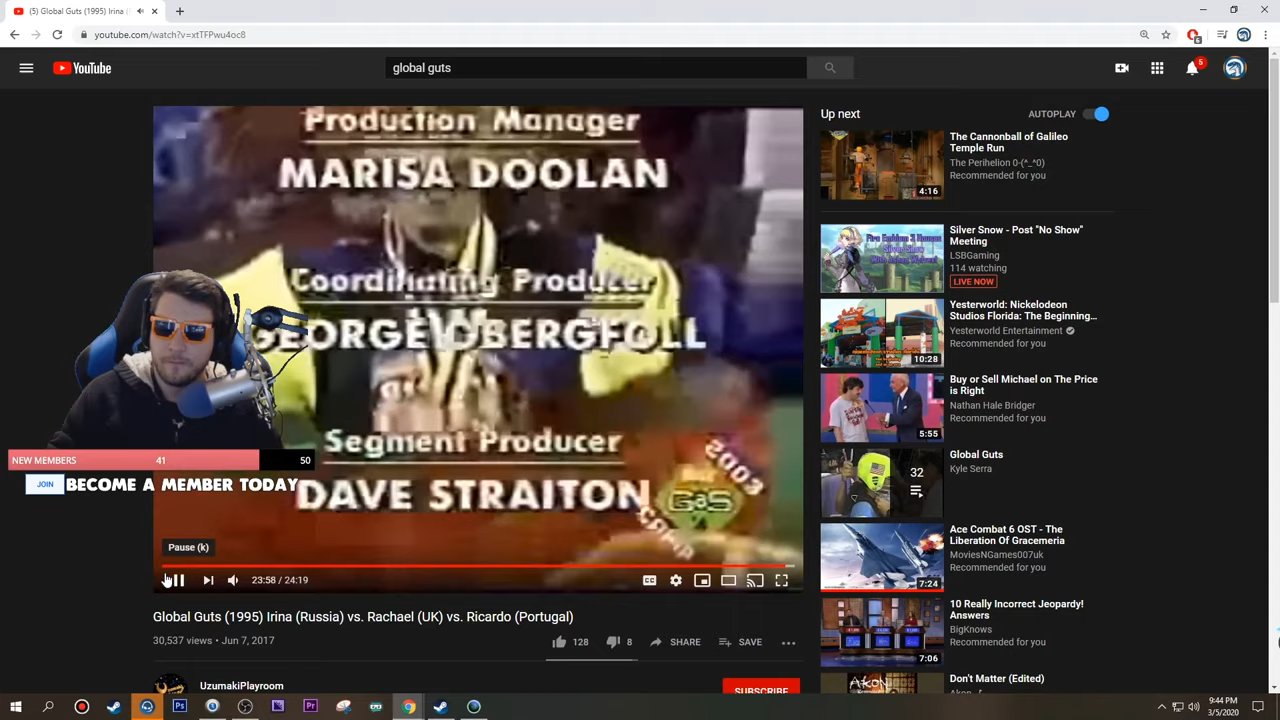 (5) Global Guts (1995) Irina (
youtube.com/watch?v=xtTFPwu4oc8
6
YouTube
global guts
5
Production Manager
MARISA DOOLAN
Coordinating Producer
Segment Producer
DAVE STRAITON
2003
GaS
NEW MEMBERS 41 50
JOIN BECOME A MEMBER TODAY
Pause (k)
23:58 / 24:19
CC
Global Guts (1995) Irina (Russia) vs. Rachael (UK) vs. Ricardo (Portugal)
30,537 views • Jun 7, 2017
128 8 SHARE SAVE
UzumakiPlayroom
SUBSCRIBE
Up next
AUTOPLAY
The Cannonball of Galileo
Temple Run
The Perihelion 0-(^_^0)
Recommended for you
4:16
Silver Snow - Post "No Show"
Meeting
LSBGaming
114 watching
LIVE NOW
Yesterworld: Nickelodeon
Studios Florida: The Beginning...
Yesterworld Entertainment
Recommended for you
10:28
Buy or Sell Michael on The Price
is Right
Nathan Hale Bridger
Recommended for you
5:55
Global Guts
Kyle Serra
32
Ace Combat 6 OST - The
Liberation Of Gracemeria
MoviesNGames007uk
Recommended for you
7:24
10 Really Incorrect Jeopardy!
Answers
BigKnows
Recommended for you
7:06
Don't Matter (Edited)
AKON
Ps
Pr
9:44 PM
3/5/2020